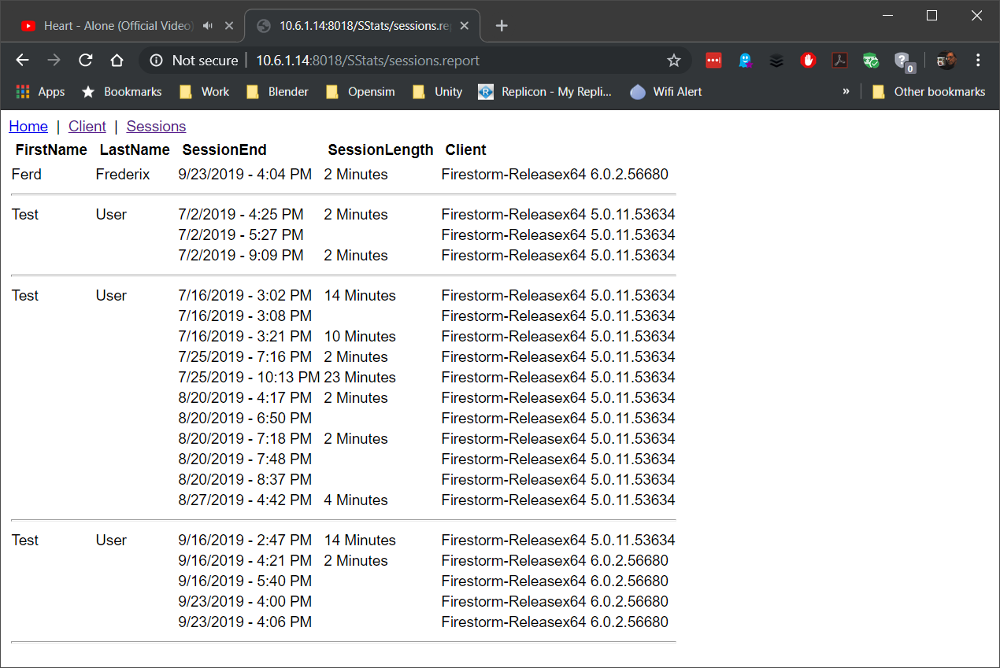 Heart - Alone (Official Video)
10.6.1.14:8018/SStats/sessions.re
Not secure | 10.6.1.14:8018/SStats/sessions.report
0
Apps Bookmarks Work Blender Opensim Unity Replicon - My Repli... Wifi Alert » Other bookmarks
Home | Client | Sessions
FirstName LastName SessionEnd SessionLength Client
Ferd Frederix 9/23/2019 - 4:04 PM 2 Minutes Firestorm-Releasex64 6.0.2.56680
Test User 7/2/2019 - 4:25 PM 2 Minutes Firestorm-Releasex64 5.0.11.53634
7/2/2019 - 5:27 PM Firestorm-Releasex64 5.0.11.53634
7/2/2019 - 9:09 PM 2 Minutes Firestorm-Releasex64 5.0.11.53634
Test User 7/16/2019 - 3:02 PM 14 Minutes Firestorm-Releasex64 5.0.11.53634
7/16/2019 - 3:08 PM Firestorm-Releasex64 5.0.11.53634
7/16/2019 - 3:21 PM 10 Minutes Firestorm-Releasex64 5.0.11.53634
7/25/2019 - 7:16 PM 2 Minutes Firestorm-Releasex64 5.0.11.53634
7/25/2019 - 10:13 PM 23 Minutes Firestorm-Releasex64 5.0.11.53634
8/20/2019 - 4:17 PM 2 Minutes Firestorm-Releasex64 5.0.11.53634
8/20/2019 - 6:50 PM Firestorm-Releasex64 5.0.11.53634
8/20/2019 - 7:18 PM 2 Minutes Firestorm-Releasex64 5.0.11.53634
8/20/2019 - 7:48 PM Firestorm-Releasex64 5.0.11.53634
8/20/2019 - 8:37 PM Firestorm-Releasex64 5.0.11.53634
8/27/2019 - 4:42 PM 4 Minutes Firestorm-Releasex64 5.0.11.53634
Test User 9/16/2019 - 2:47 PM 14 Minutes Firestorm-Releasex64 5.0.11.53634
9/16/2019 - 4:21 PM 2 Minutes Firestorm-Releasex64 6.0.2.56680
9/16/2019 - 5:40 PM Firestorm-Releasex64 6.0.2.56680
9/23/2019 - 4:00 PM Firestorm-Releasex64 6.0.2.56680
9/23/2019 - 4:06 PM Firestorm-Releasex64 6.0.2.56680